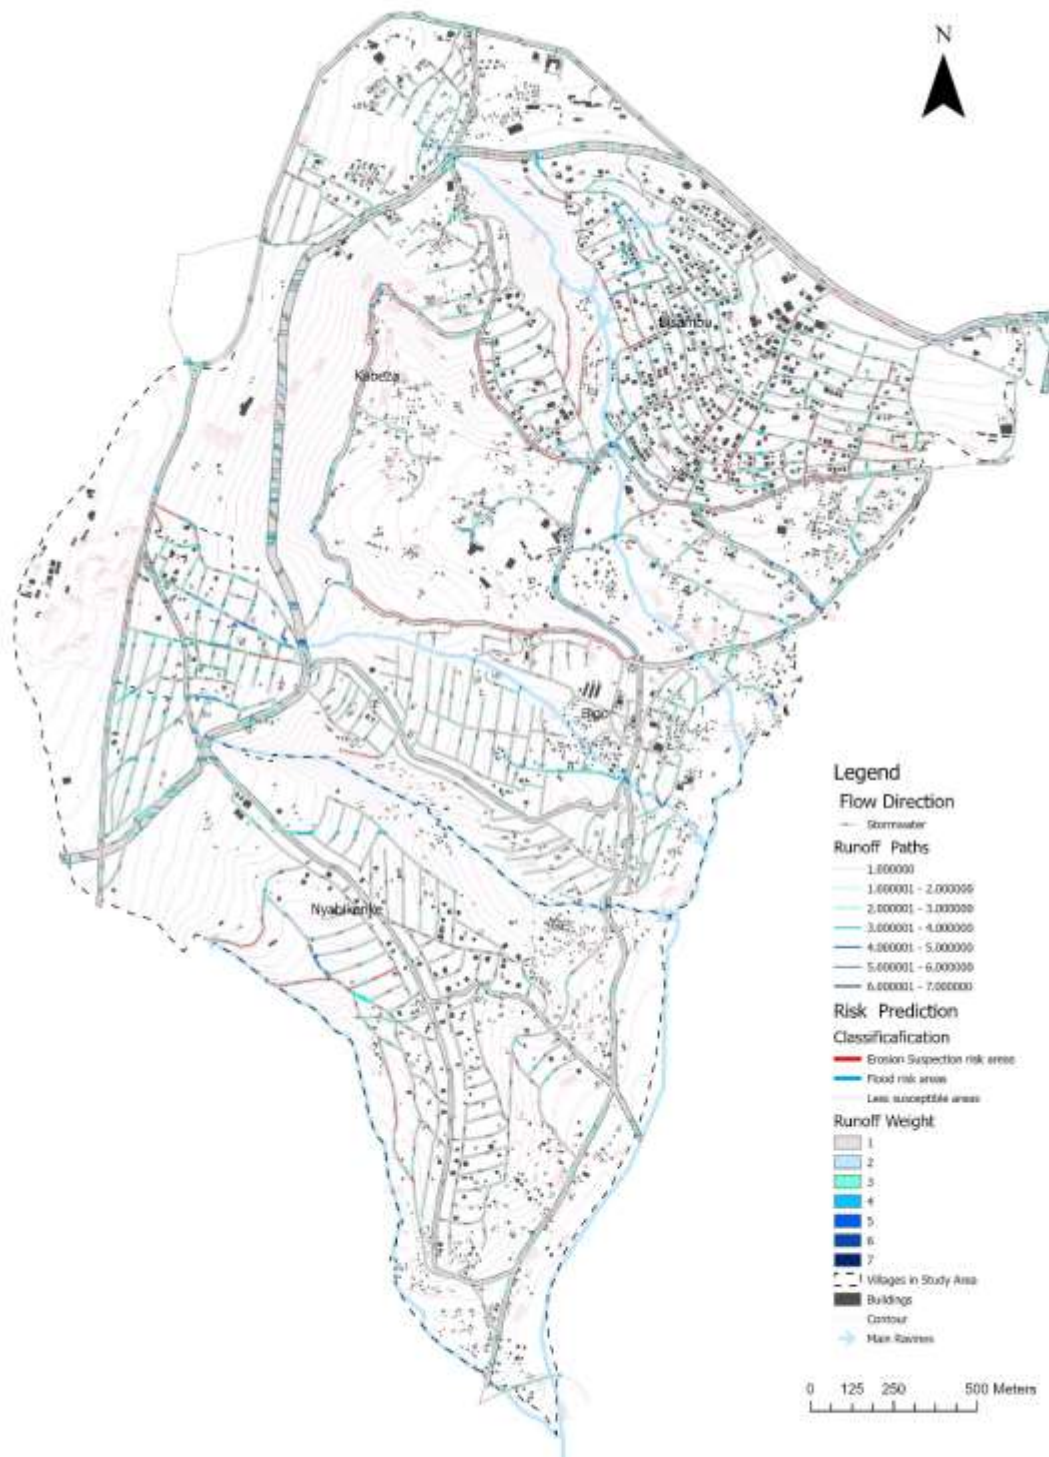 N
Kabeza
Nyabikenke
Legend
Flow Direction
Stormwater
Runoff Paths
1.000000
1.000001 - 2.000000
2.000001 - 3.000000
3.000001 - 4.000000
4.000001 - 5.000000
5.000001 - 6.000000
6.000001 - 7.000000
Risk Prediction
Classificafication
Erosion Suspection risk areas
Flood risk areas
Less susceptible areas
Runoff Weight
1
2
3
4
5
6
7
Villages in Study Area
Buildings
Contour
Main Ravines
0 125 250 500 Meters